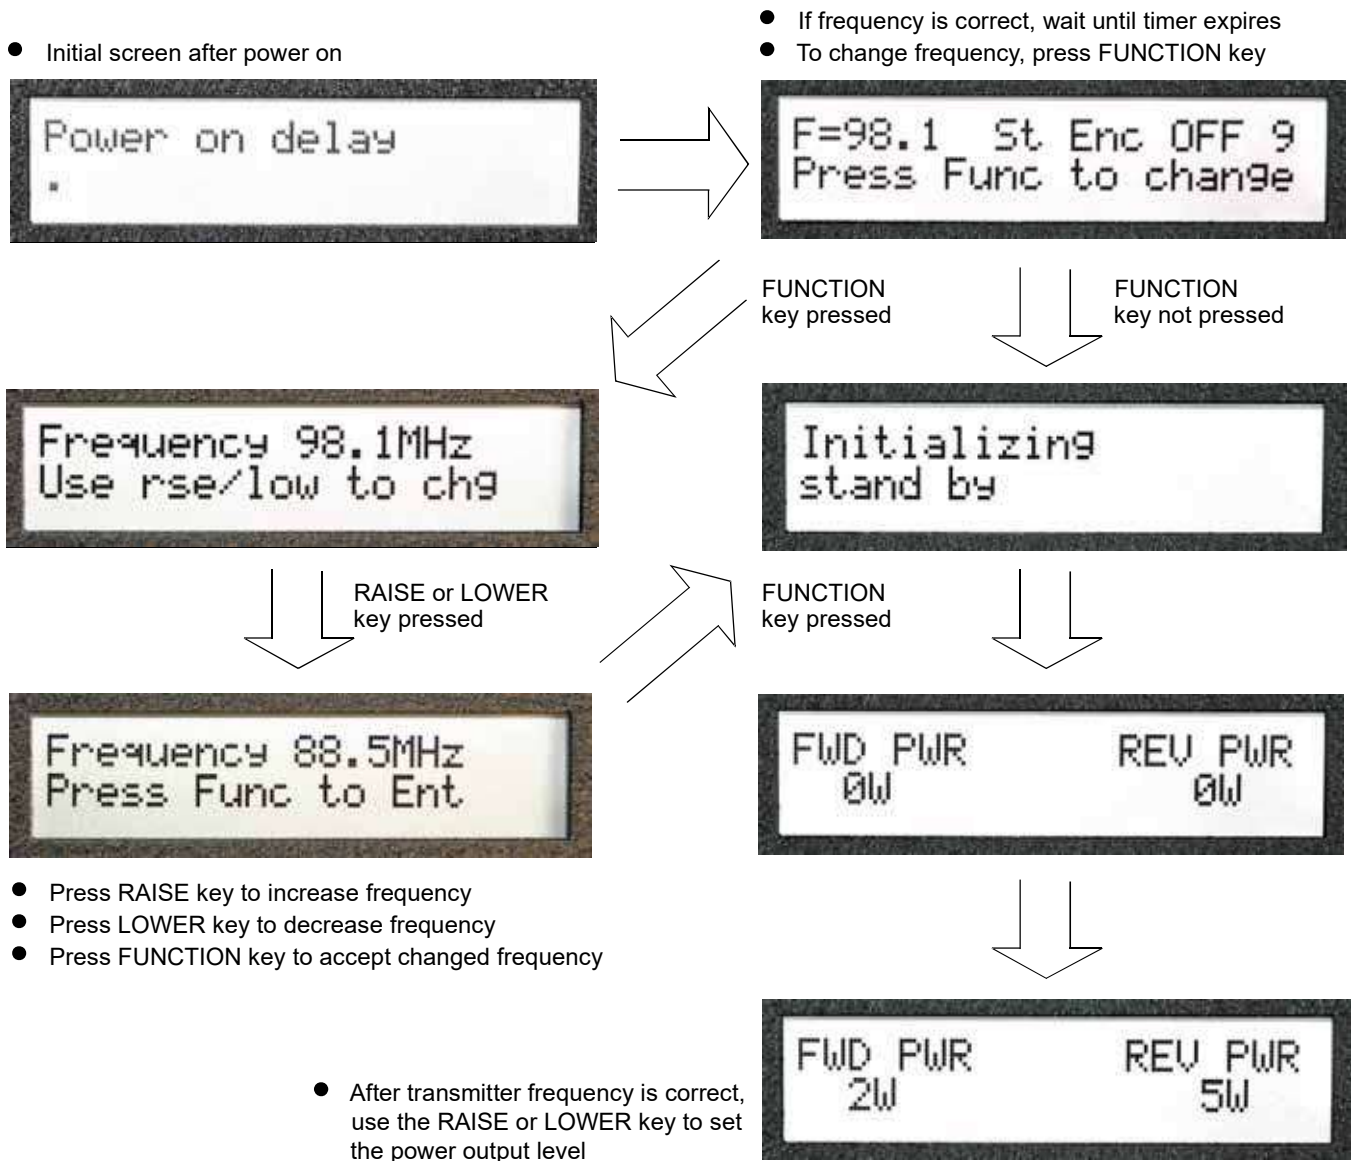 Initial screen after power on
If frequency is correct, wait until timer expires
To change frequency, press FUNCTION key
Power on delay
.
F=98.1 St Enc OFF 9
Press Func to change
FUNCTION
key pressed
FUNCTION
key not pressed
Frequency 98.1MHz
Use rse/low to chg
Initializing
stand by
RAISE or LOWER
key pressed
FUNCTION
key pressed
Frequency 88.5MHz
Press Func to Ent
FWD PWR REV PWR
0W 0W
Press RAISE key to increase frequency
Press LOWER key to decrease frequency
Press FUNCTION key to accept changed frequency
FWD PWR REV PWR
2W 5W
After transmitter frequency is correct,
use the RAISE or LOWER key to set
the power output level